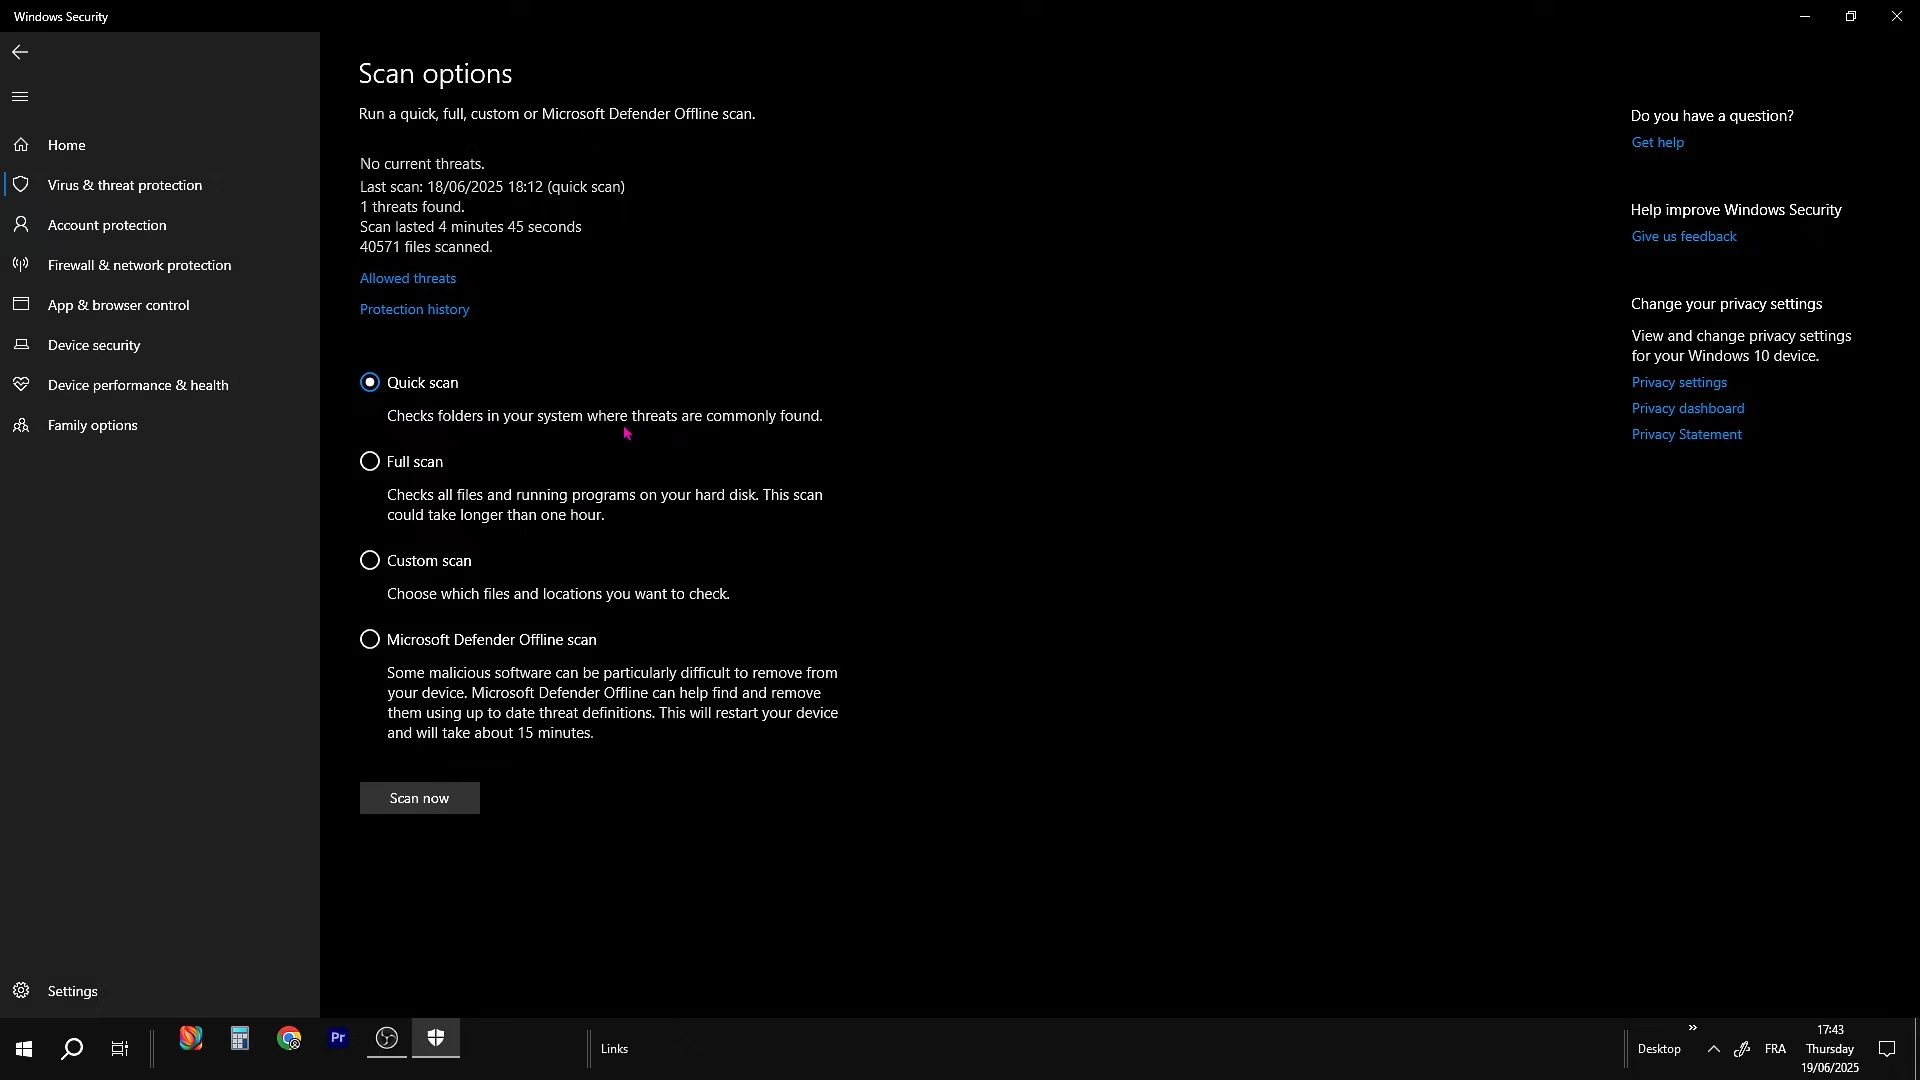 Windows Security
Home
Virus & threat protection
Account protection
Firewall & network protection
App & browser control
Device security
Device performance & health
Family options
Settings
Scan options
Run a quick, full, custom or Microsoft Defender Offline scan.
No current threats.
Last scan: 18/06/2025 18:12 (quick scan)
1 threats found.
Scan lasted 4 minutes 45 seconds
40571 files scanned.
Allowed threats
Protection history
Quick scan
Checks folders in your system where threats are commonly found.
Full scan
Checks all files and running programs on your hard disk. This scan
could take longer than one hour.
Custom scan
Choose which files and locations you want to check.
Microsoft Defender Offline scan
Some malicious software can be particularly difficult to remove from
your device. Microsoft Defender Offline can help find and remove
them using up to date threat definitions. This will restart your device
and will take about 15 minutes.
Scan now
Do you have a question?
Get help
Help improve Windows Security
Give us feedback
Change your privacy settings
View and change privacy settings
for your Windows 10 device.
Privacy settings
Privacy dashboard
Privacy Statement
Pr
Links
Desktop
FRA
17:43
Thursday
19/06/2025